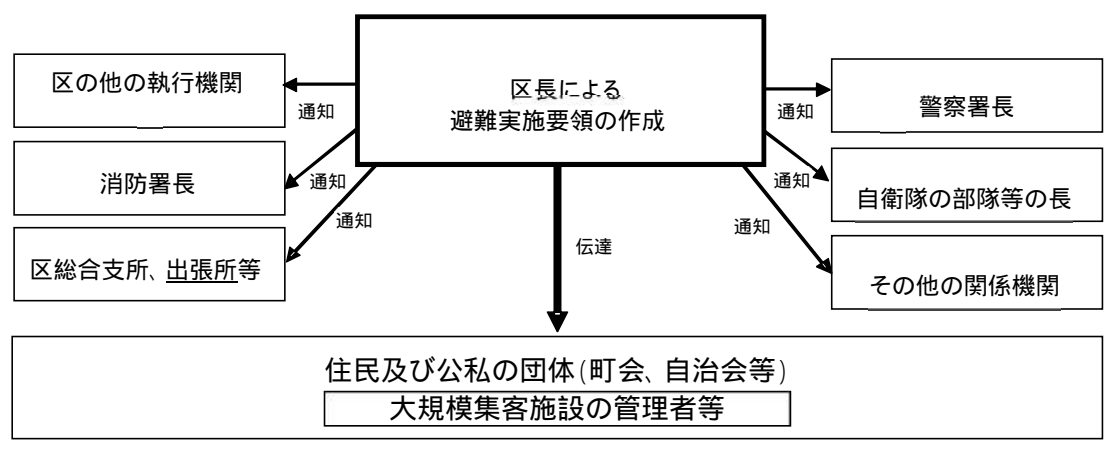 区長による
避難実施要領の作成
区の他の執行機関
通知
消防署長
通知
区総合支所、出張所等
通知
通知
警察署長
通知
自衛隊の部隊等の長
通知
その他の関係機関
伝達
住民及び公私の団体(町会、自治会等)
大規模集客施設の管理者等